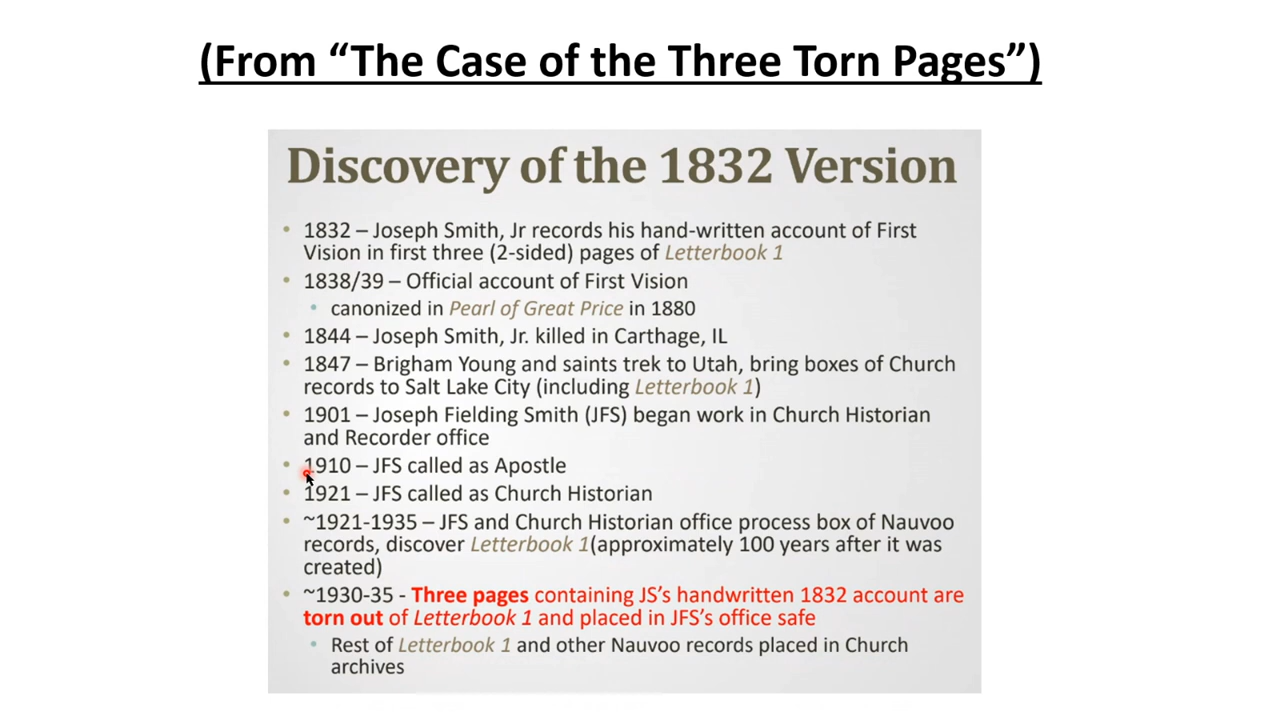 (From “The Case of the Three Torn Pages”)
Discovery of the 1832 Version
• 1832 – Joseph Smith, Jr records his hand-written account of First
Vision in first three (2-sided) pages of Letterbook 1
• 1838/39 – Official account of First Vision
• canonized in Pearl of Great Price in 1880
• 1844 – Joseph Smith, Jr. killed in Carthage, IL
• 1847 – Brigham Young and saints trek to Utah, bring boxes of Church
records to Salt Lake City (including Letterbook 1)
• 1901 – Joseph Fielding Smith (JFS) began work in Church Historian
and Recorder office
• 1910 – JFS called as Apostle
• 1921 – JFS called as Church Historian
• ~1921-1935 – JFS and Church Historian office process box of Nauvoo
records, discover Letterbook 1(approximately 100 years after it was
created)
• ~1930-35 - Three pages containing JS’s handwritten 1832 account are
torn out of Letterbook 1 and placed in JFS’s office safe
• Rest of Letterbook 1 and other Nauvoo records placed in Church
archives